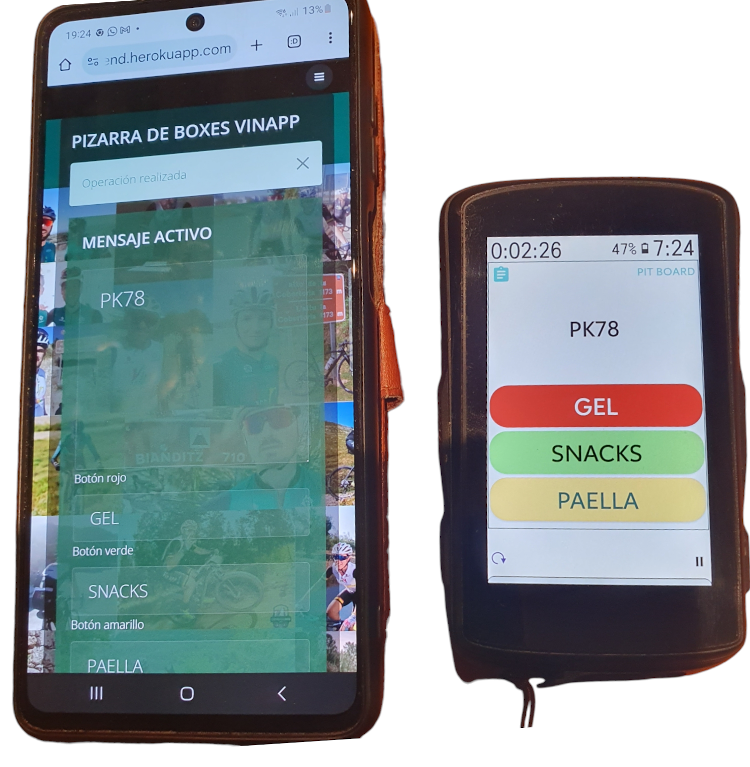 19:24
13%
nd.herokuapp.com
:D
PIZARRA DE BOXES VINAPP
Operación realizada
MENSAJE ACTIVO
PK78
BIANDITZ 710
Botón rojo
GEL
Botón verde
SNACKS
Botón amarillo
PAELLA
0:02:26 47% 7:24
PIT BOARD
PK78
GEL
SNACKS
PAELLA